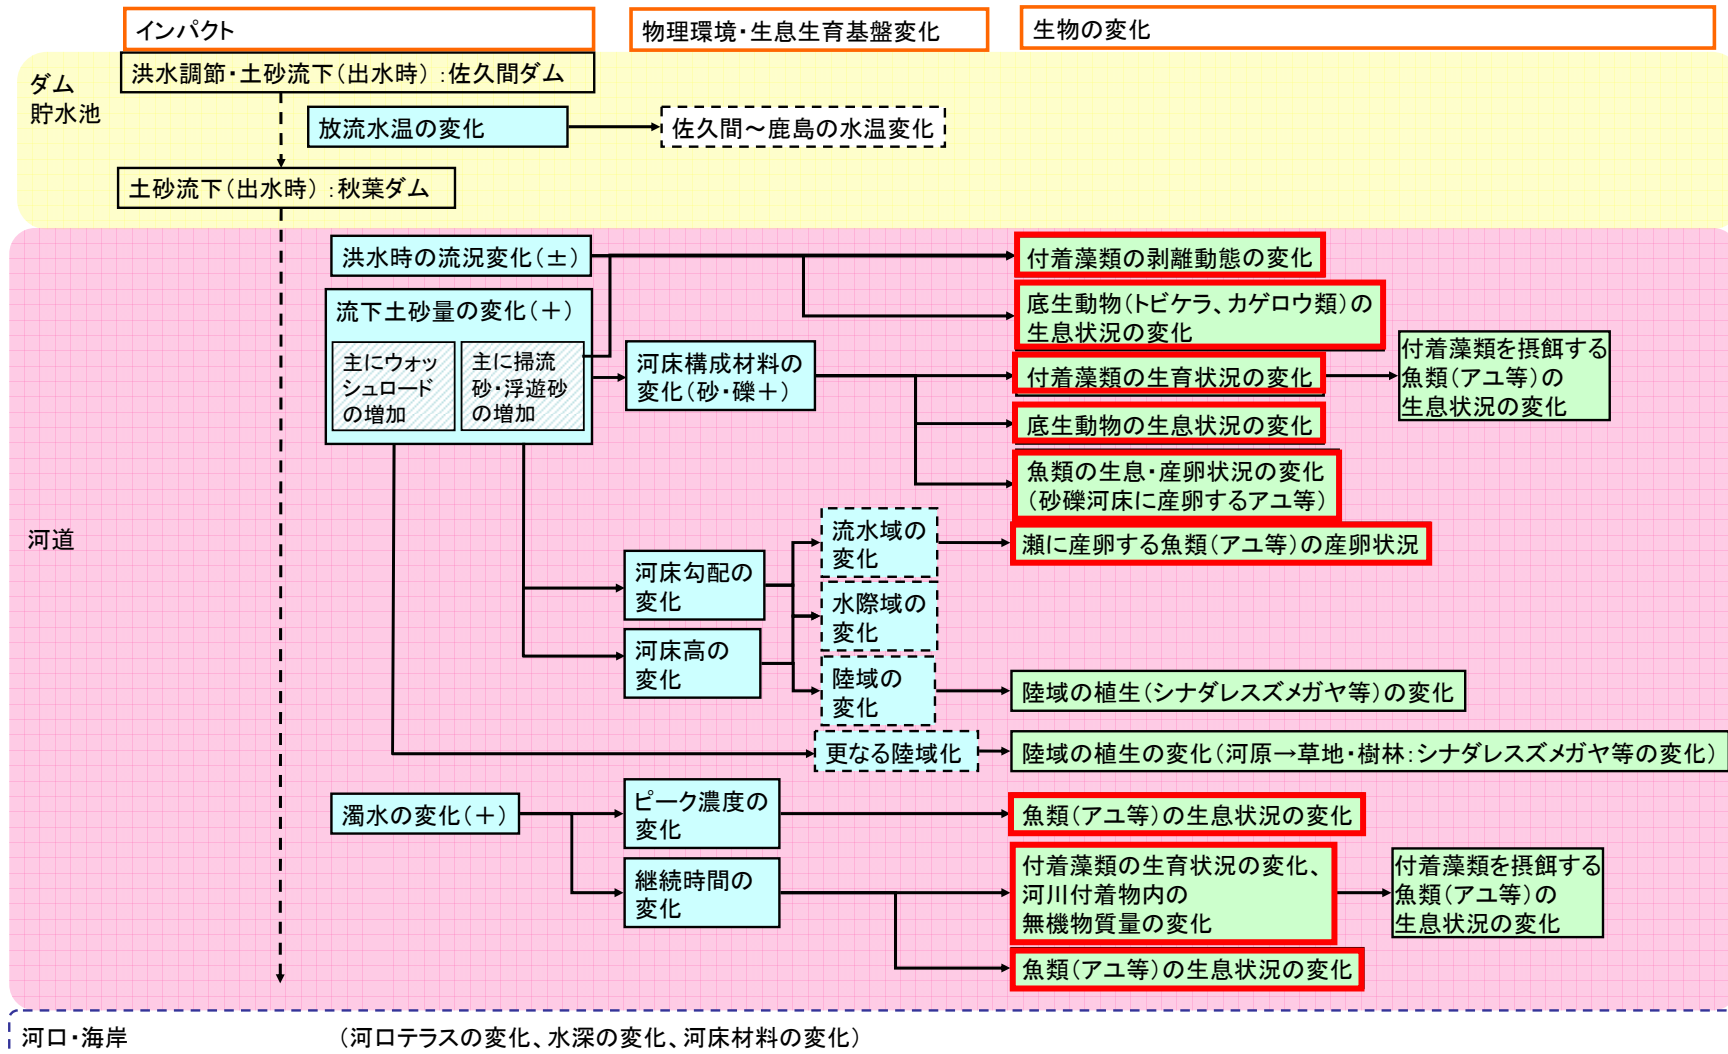 インパクト
物理環境・生息生育基盤変化
生物の変化
ダム
貯水池
洪水調節・土砂流下(出水時):佐久間ダム
放流水温の変化
佐久間～鹿島の水温変化
土砂流下(出水時):秋葉ダム
河道
洪水時の流況変化(±)
付着藻類の剥離動態の変化
流下土砂量の変化(＋)
主にウォッ
シュロード
の増加
主に掃流
砂・浮遊砂
の増加
底生動物(トビケラ、カゲロウ類)の
生息状況の変化
河床構成材料の
変化(砂・礫＋)
付着藻類の生育状況の変化
付着藻類を摂餌する
魚類(アユ等)の
生息状況の変化
底生動物の生息状況の変化
魚類の生息・産卵状況の変化
(砂礫河床に産卵するアユ等)
河床勾配の
変化
流水域の
変化
瀬に産卵する魚類(アユ等)の産卵状況
水際域の
変化
河床高の
変化
陸域の
変化
陸域の植生(シナダレスズメガヤ等)の変化
更なる陸域化
陸域の植生の変化(河原→草地・樹林:シナダレスズメガヤ等の変化)
濁水の変化(＋)
ピーク濃度の
変化
魚類(アユ等)の生息状況の変化
継続時間の
変化
付着藻類の生育状況の変化、
河川付着物内の
無機物質量の変化
付着藻類を摂餌する
魚類(アユ等)の
生息状況の変化
魚類(アユ等)の生息状況の変化
河口・海岸
(河口テラスの変化、水深の変化、河床材料の変化)